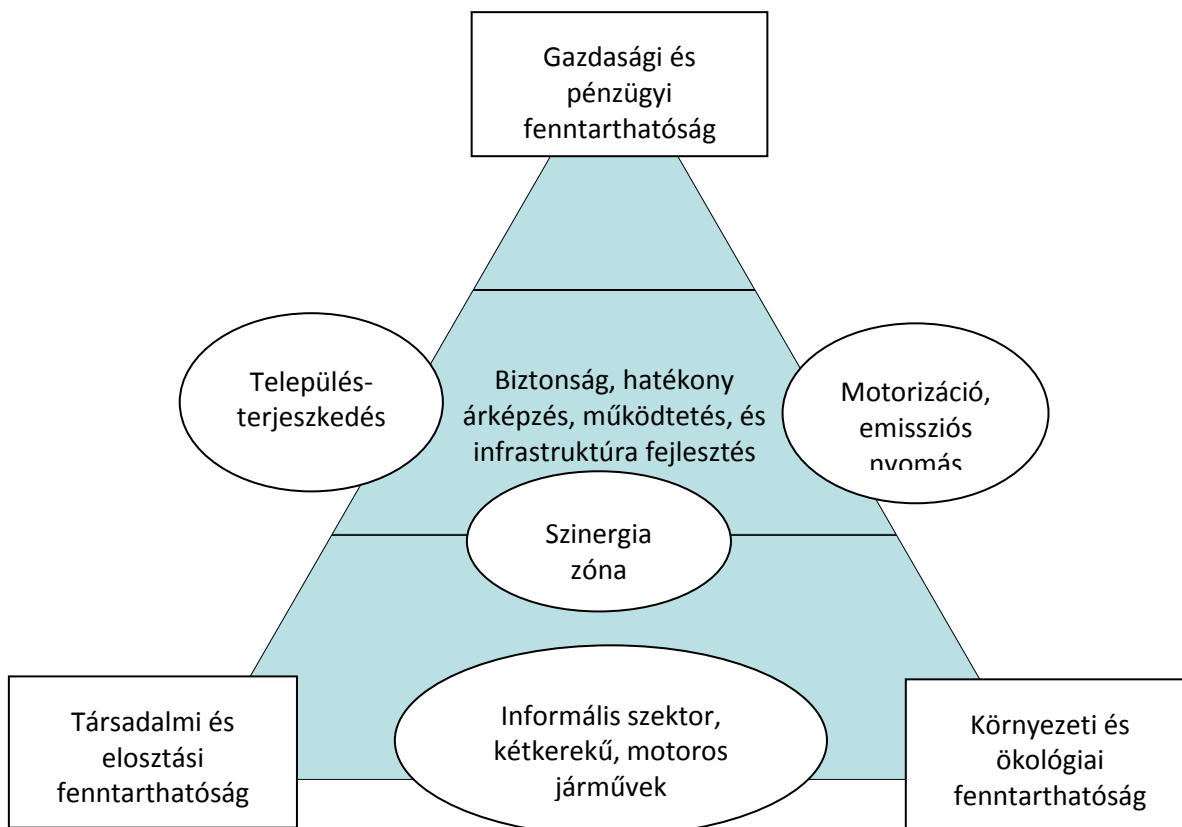 Gazdasági és
pénzügyi
fenntarthatóság
Település-
terjeszkedés
Biztonság, hatékony
árképzés, működtetés, és
infrastruktúra fejlesztés
Motorizáció,
emissziós
nyomás
Szinergia
zóna
Társadalmi és
elosztási
fenntarthatóság
Informális szektor,
kétkerekű, motoros
járművek
Környezeti és
ökológiai
fenntarthatóság